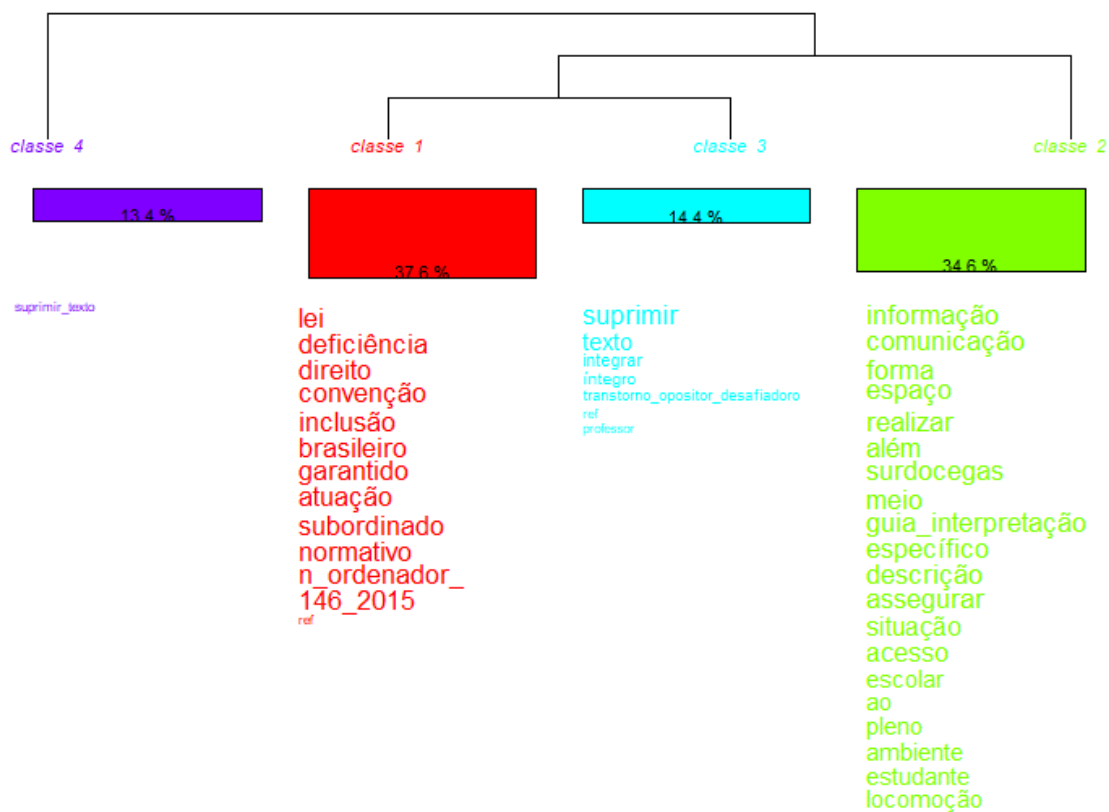 classe 4
classe 1
classe 3
classe 2
13.4 %
37.6 %
14.4 %
34.6 %
suprimir_texto
lei
deficiência
direito
convenção
inclusão
brasileiro
garantido
atuação
subordinado
normativo
n_ordenador_
146_2015
ref
suprimir
texto
integrar
íntegro
transtorno_opositor_desafiadoro
ref
professor
informação
comunicação
forma
espaço
realizar
além
surdocegas
meio
guia_interpretação
específico
descrição
assegurar
situação
acesso
escolar
ao
pleno
ambiente
estudante
locomoção